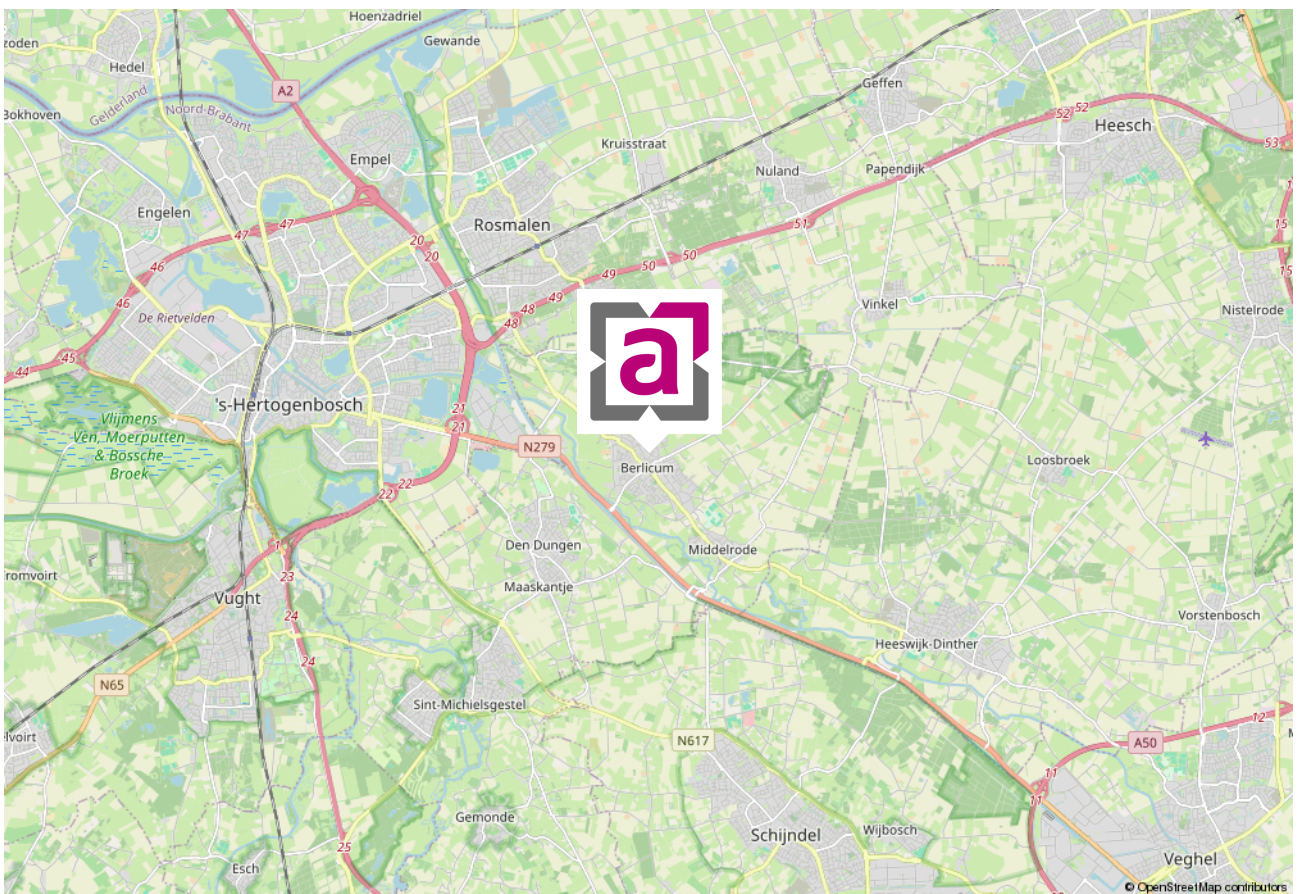 Hoenzadriel
zoden
Gewande
Hedel
A2
Geffen
Gelderland
Noord-Brabant
Bokhoven
52
52
Heesch
53
Kruisstraat
Empel
Nuland
Papendijk
Engelen
47
47
Rosmalen
51
15
20
20
46
50
50
49
49
15
46
48
48
Vinkel
Nistelrode
De Rietvelden
45
44
a
's-Hertogenbosch
21
21
Vlijmens
Ven, Moerputten
& Bossche
Broek
N279
Berlicum
Loosbroek
22
22
1
Den Dungen
Middelrode
romvoirt
23
Maaskantje
Vught
24
Vorstenbosch
Heeswijk-Dinther
24
N65
Sint-Michielsgestel
12
elvoirt
N617
A50
11
11
Gemonde
Schijndel
Wijbosch
25
Veghel
Esch
© OpenStreetMap contributors